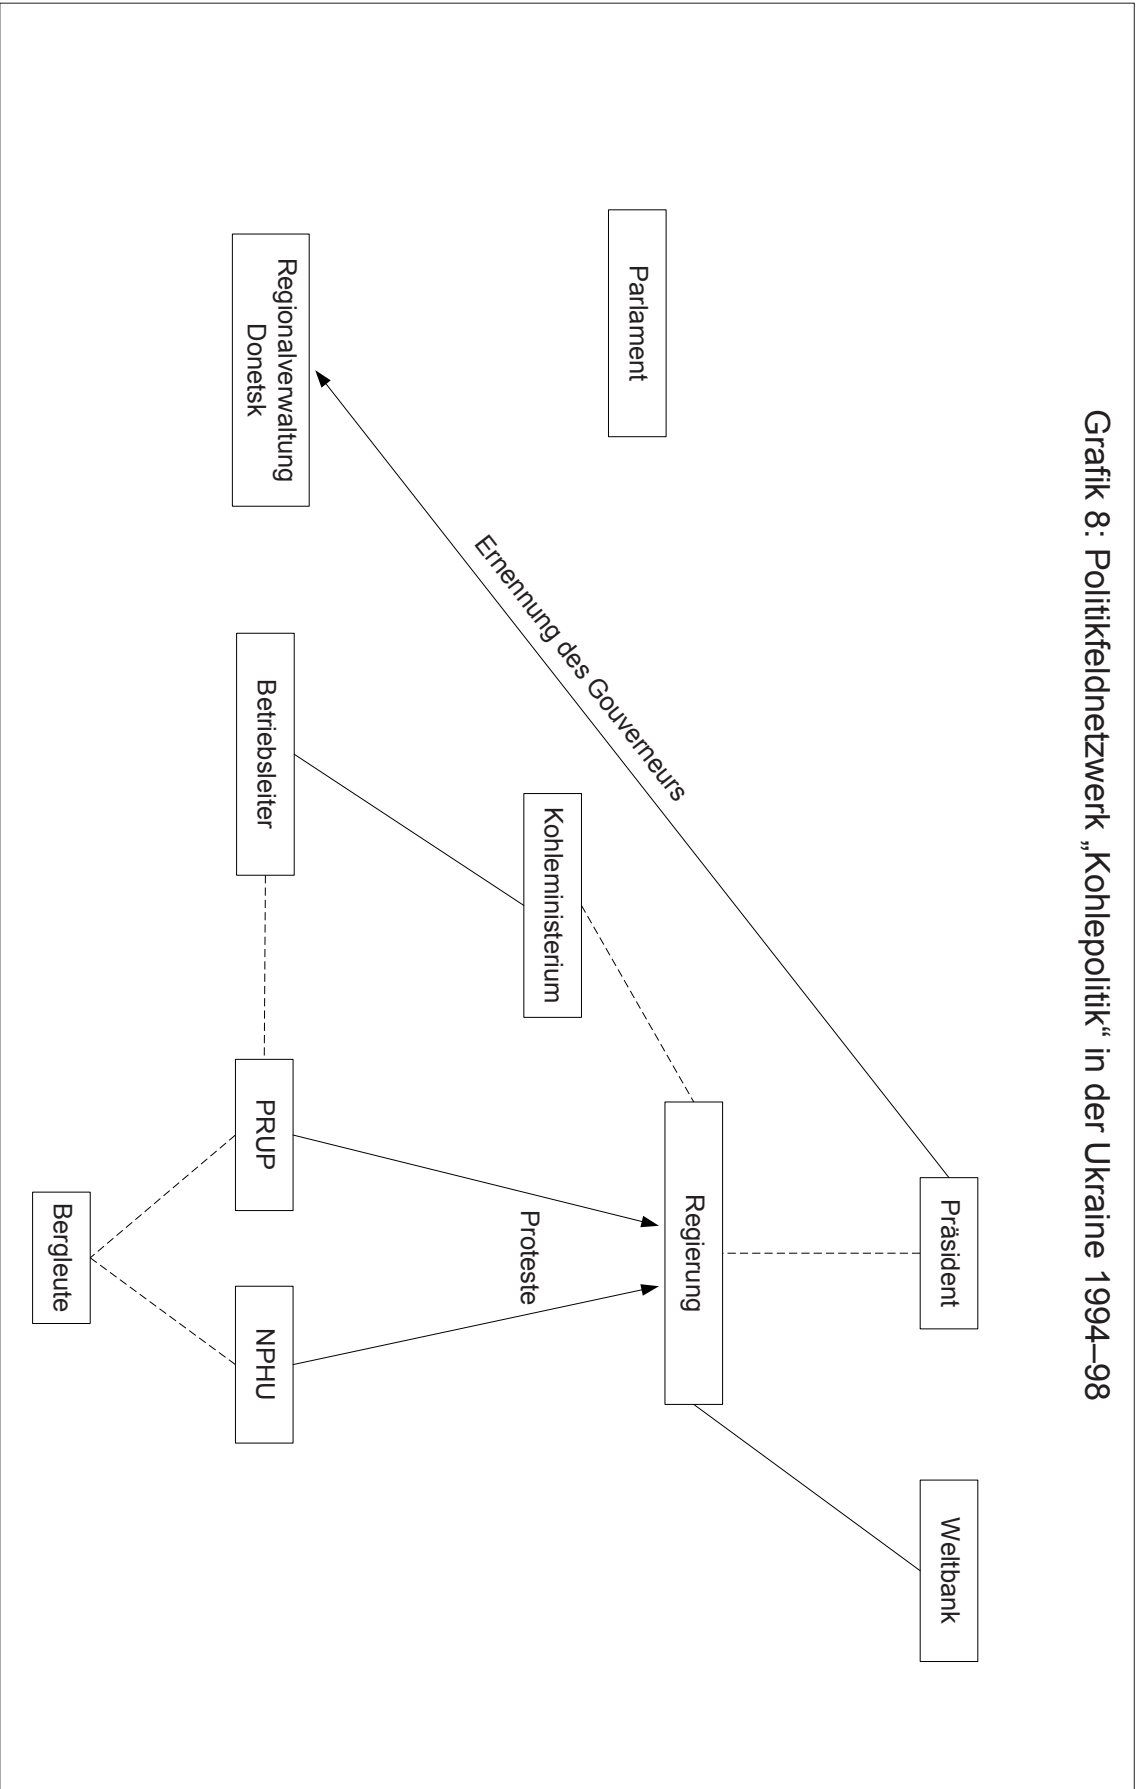 Grafik 8: Politikfeldnetzwerk „Kohlepolitik“ in der Ukraine 1994–98
Präsident
Weltbank
Parlament
Ernennung des Gouverneurs
Regierung
Kohleministerium
Proteste
Regionalverwaltung
Donetsk
Betriebsleiter
PRUP
NPHU
Bergleute